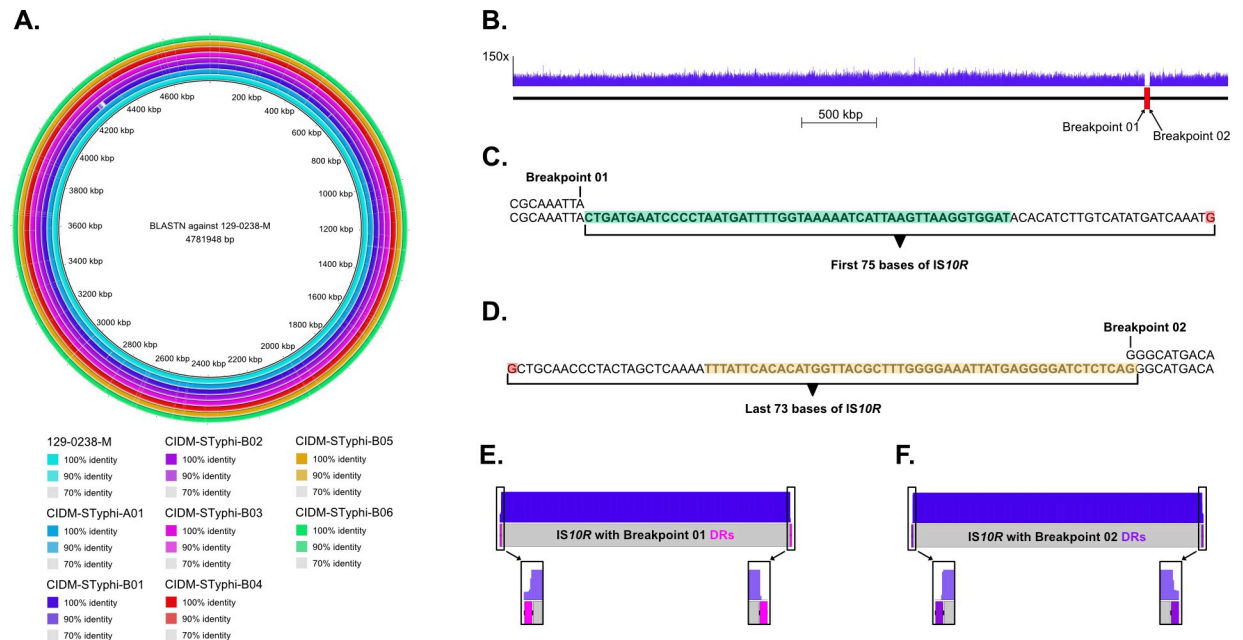 A.
4600 kbp
200 kbp
4400 kbp
400 kbp
4200 kbp
600 kbp
4000 kbp
800 kbp
3800 kbp
1000 kbp
3600 kbp
1200 kbp
BLASTN against 129-0238-M
4781948 bp
3400 kbp
1400 kbp
3200 kbp
1600 kbp
3000 kbp
1800 kbp
2800 kbp
2000 kbp
2600 kbp
2200 kbp
2400 kbp
129-0238-M
100% identity
90% identity
70% identity
CIDM-STyphi-A01
100% identity
90% identity
70% identity
CIDM-STyphi-B01
100% identity
90% identity
70% identity
CIDM-STyphi-B02
100% identity
90% identity
70% identity
CIDM-STyphi-B03
100% identity
90% identity
70% identity
CIDM-STyphi-B04
100% identity
90% identity
70% identity
CIDM-STyphi-B05
100% identity
90% identity
70% identity
CIDM-STyphi-B06
100% identity
90% identity
70% identity
B.
150x
500 kbp
Breakpoint 01
Breakpoint 02
C.
Breakpoint 01
CGCAAATTA
CGCAAATTACTGATGAATCCCCTAATGATTTTGGTAAAAATCATTAAGTTAAGGTGGATACACATCTTGTCATATGATCAAATG
First 75 bases of IS10R
D.
Breakpoint 02
GGGCATGACA
GCTGCAACCCTACTAGCTCAAAATTTATTCACACATGGTTACGCTTTGGGGAAATTATGAGGGGATCTCTCAGGGCATGACA
Last 73 bases of IS10R
E.
IS10R with Breakpoint 01 DRs
F.
IS10R with Breakpoint 02 DRs